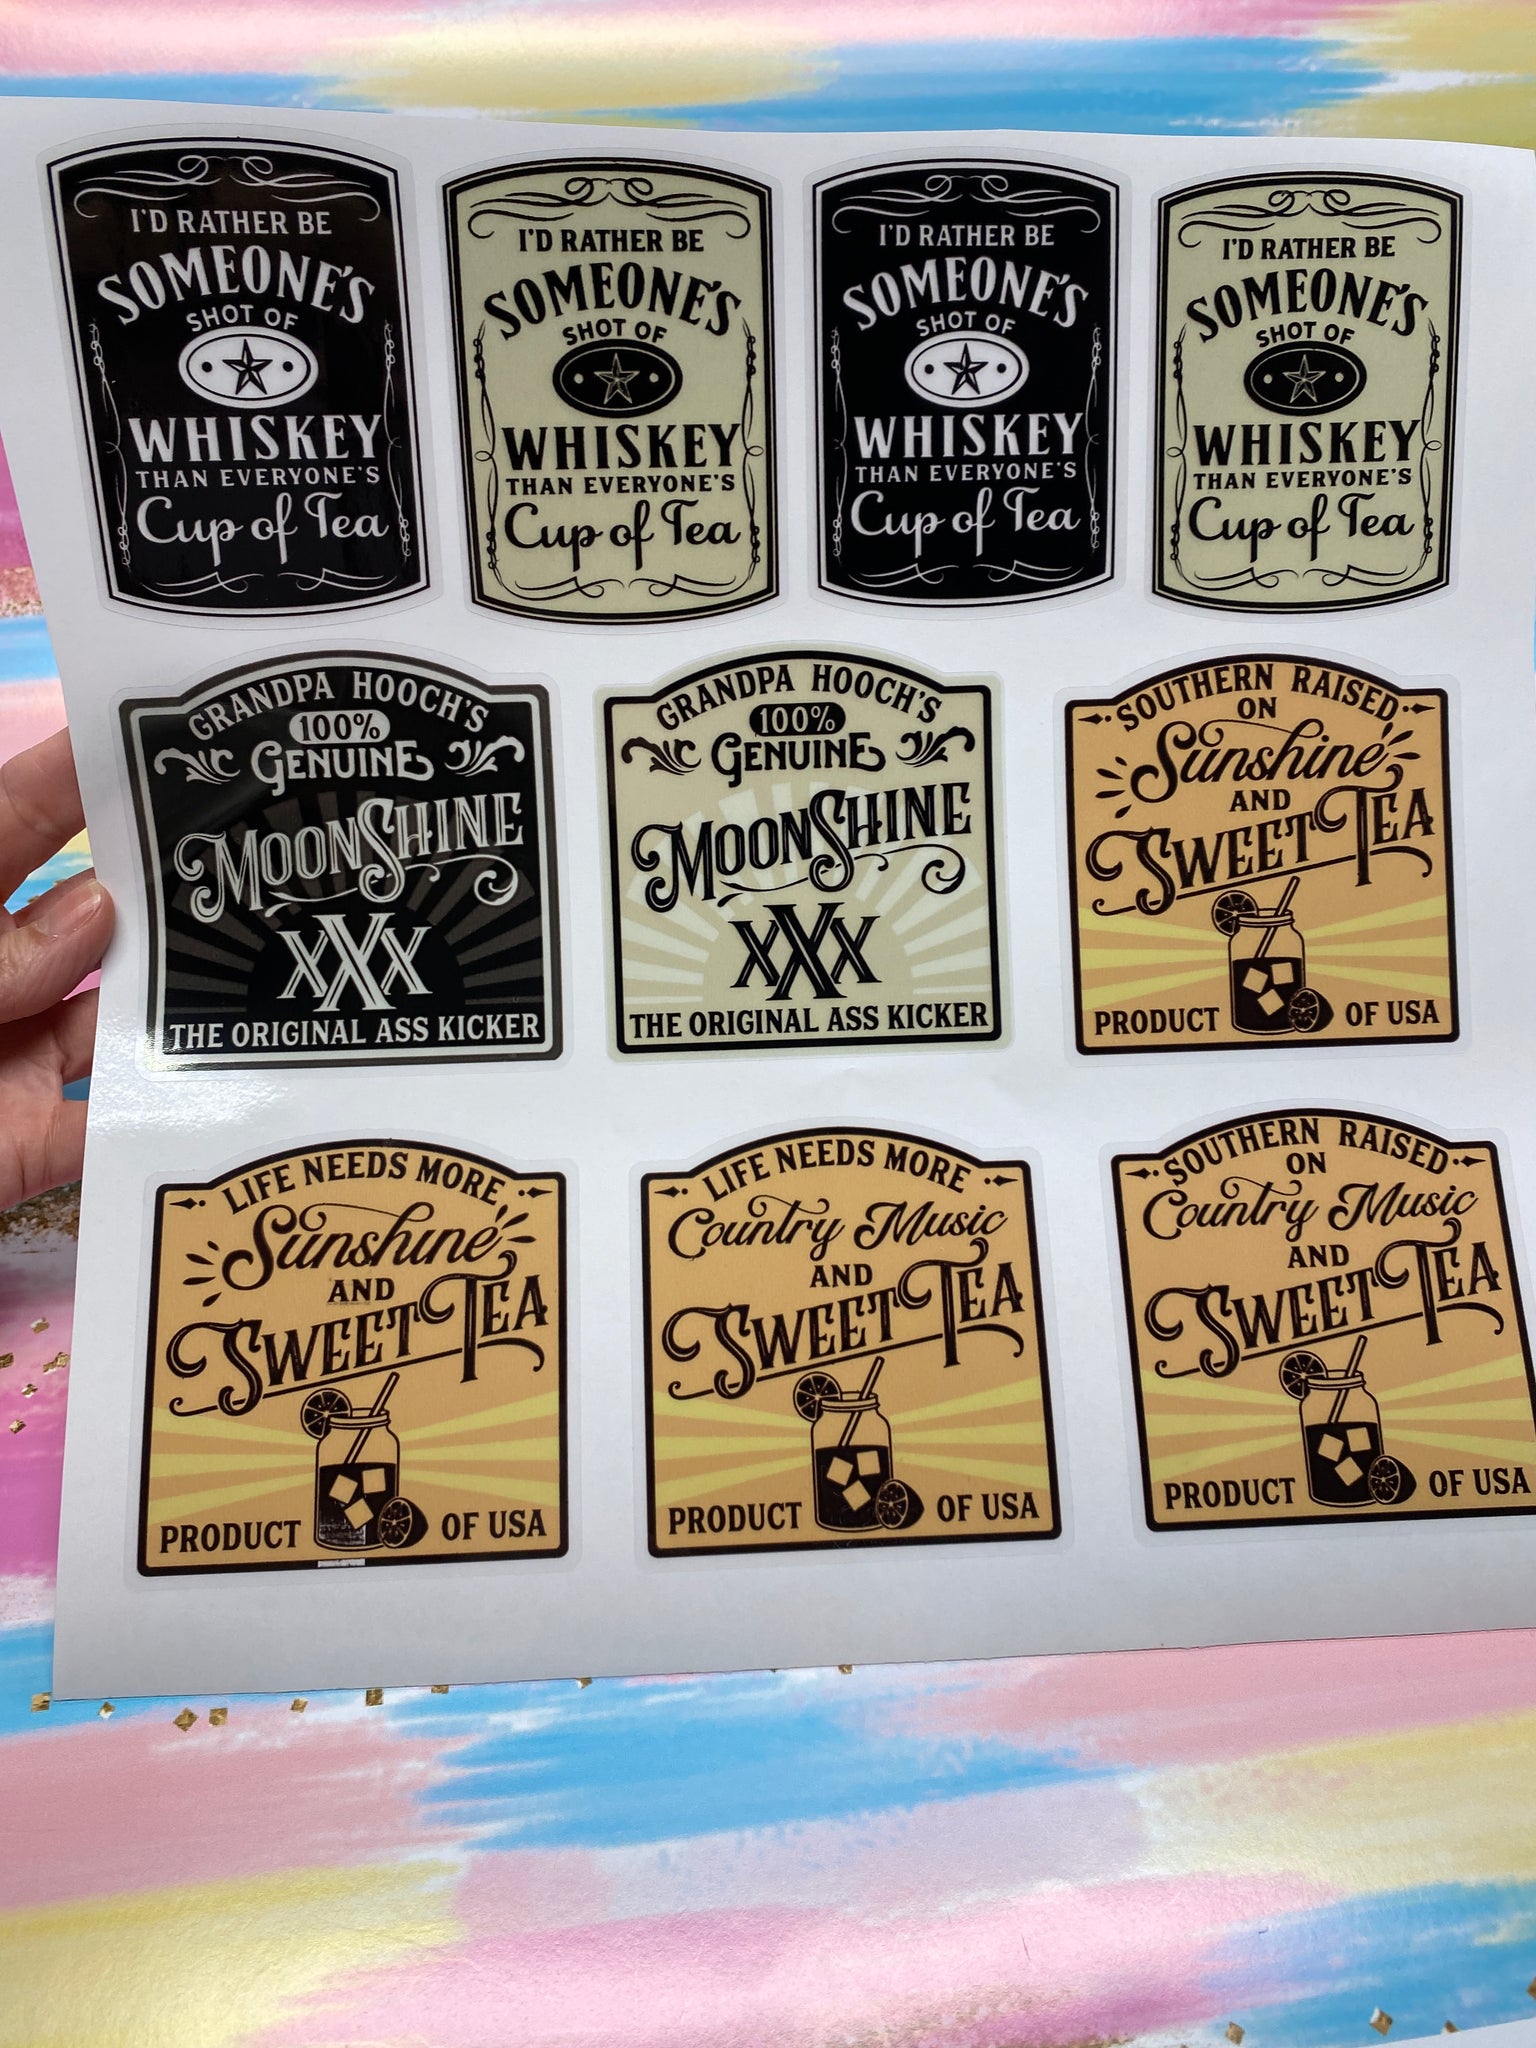 I'D RATHER BE
SOMEONE'S
SHOT OF
WHISKEY
THAN EVERYONE'S
Cup of Tea
I'D RATHER BE
SOMEONE'S
SHOT OF
WHISKEY
THAN EVERYONE'S
Cup of Tea
I'D RATHER BE
SOMEONE'S
SHOT OF
WHISKEY
THAN EVERYONE'S
Cup of Tea
I'D RATHER BE
SOMEONE'S
SHOT OF
WHISKEY
THAN EVERYONE'S
Cup of Tea
GRANDPA HOOCH'S
100%
GENUINE
MOONSHINE
XXX
THE ORIGINAL ASS KICKER
GRANDPA HOOCH'S
100%
GENUINE
MOONSHINE
XXX
THE ORIGINAL ASS KICKER
SOUTHERN RAISED
ON
Sunshine
AND
SWEET TEA
PRODUCT OF USA
LIFE NEEDS MORE
Sunshine
AND
SWEET TEA
PRODUCT OF USA
LIFE NEEDS MORE
Country Music
AND
SWEET TEA
PRODUCT OF USA
SOUTHERN RAISED
ON
Country Music
AND
SWEET TEA
PRODUCT OF USA